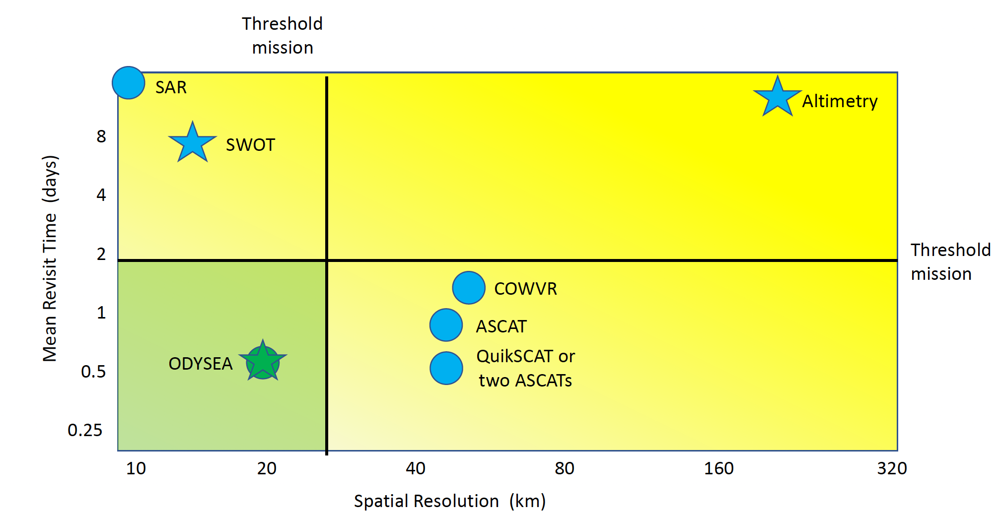 Threshold
mission
SAR
Altimetry
8
SWOT
4
Mean Revisit Time (days)
2
Threshold
mission
COWVR
1
ASCAT
QuikSCAT or
two ASCATs
ODYSEA
0.5
0.25
10 20 40 80 160 320
Spatial Resolution (km)